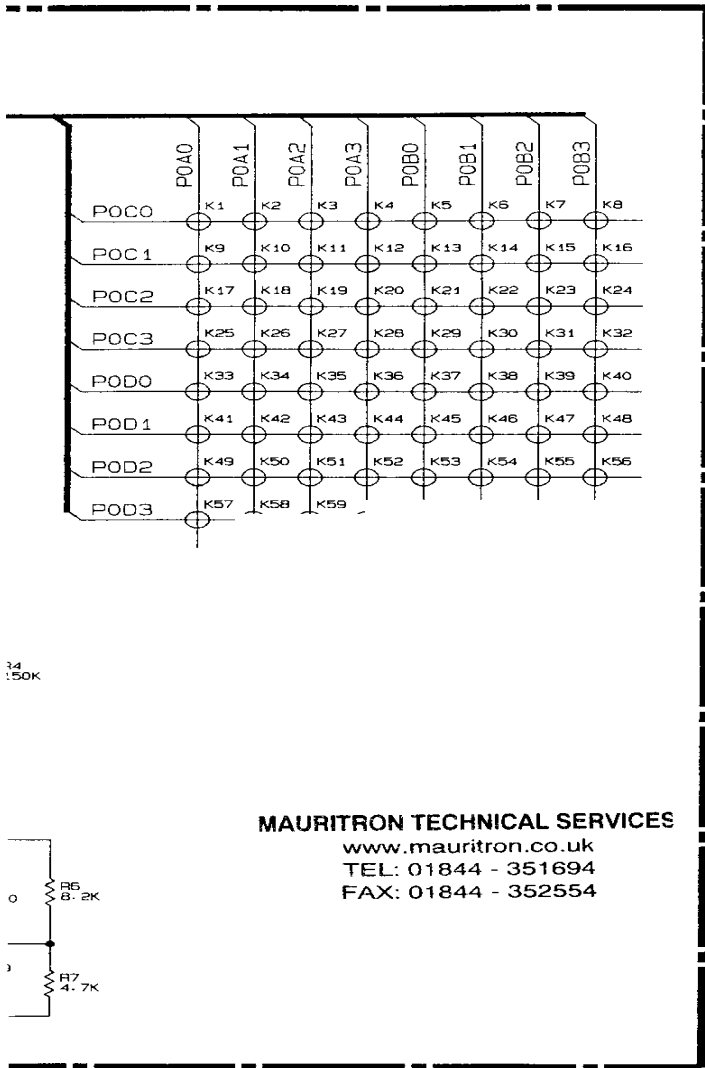 POA0 POA1 POA2 POA3 POB0 POB1 POB2 POB3
POC0 K1 K2 K3 K4 K5 K6 K7 K8
POC1 K9 K10 K11 K12 K13 K14 K15 K16
POC2 K17 K18 K19 K20 K21 K22 K23 K24
POC3 K25 K26 K27 K28 K29 K30 K31 K32
POD0 K33 K34 K35 K36 K37 K38 K39 K40
POD1 K41 K42 K43 K44 K45 K46 K47 K48
POD2 K49 K50 K51 K52 K53 K54 K55 K56
POD3 K57 K58 K59
MAURITRON TECHNICAL SERVICES
www.mauritron.co.uk
TEL: 01844 - 351694
FAX: 01844 - 352554
8.2K
R7
4.7K